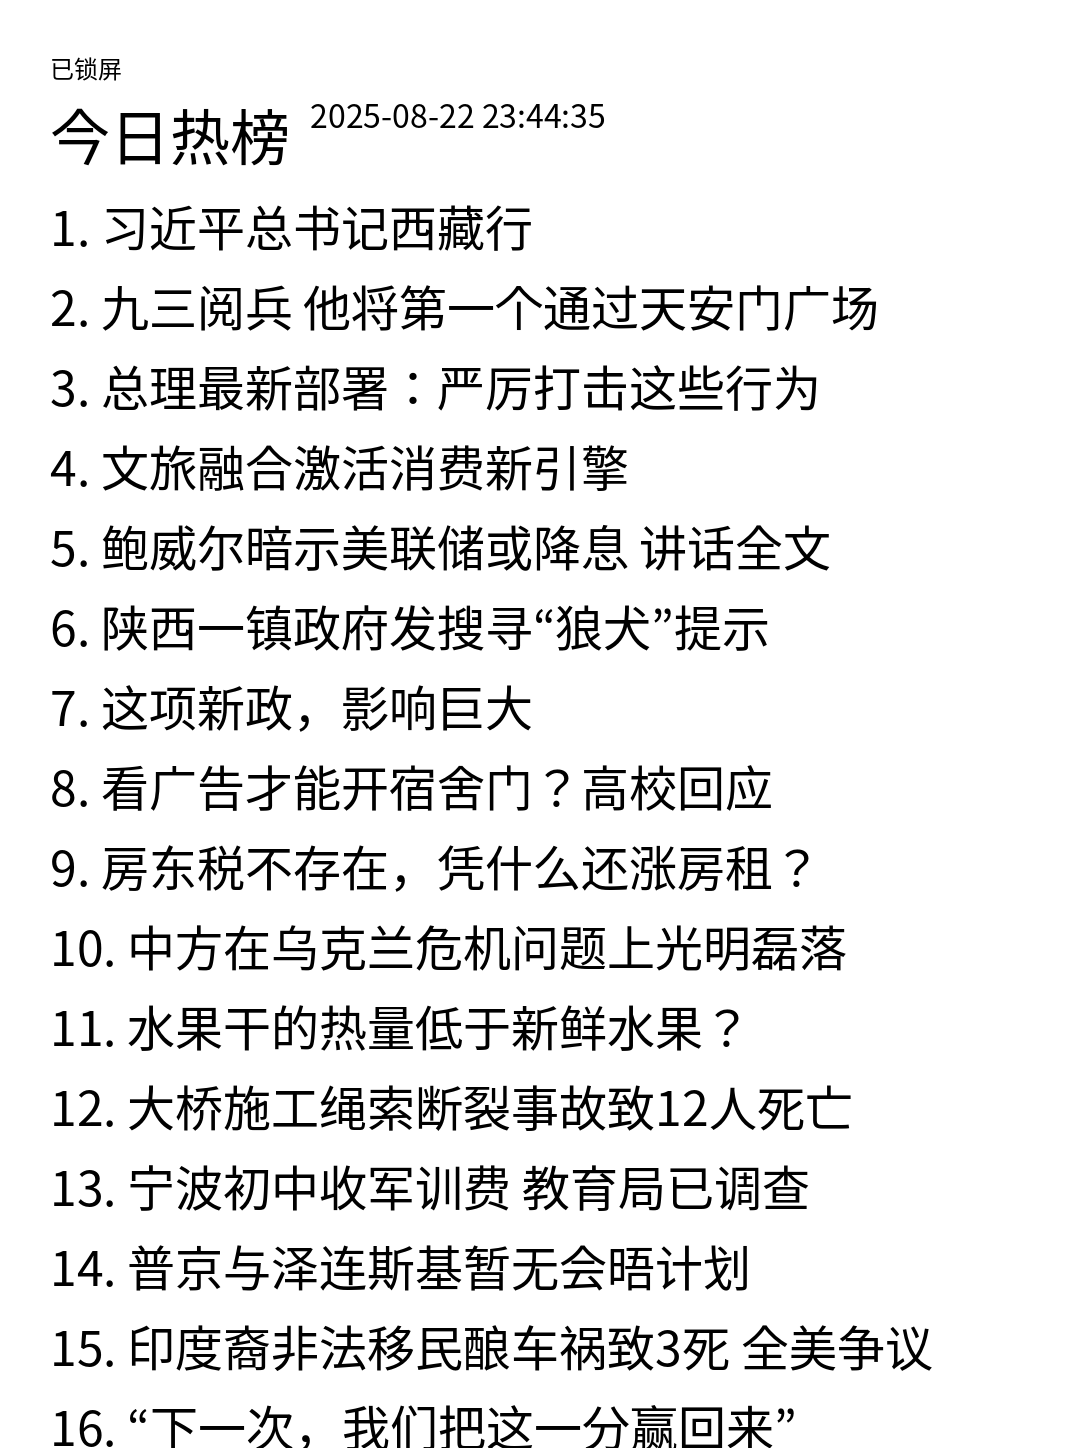 已锁屏
今日热榜 2025-08-22 23:44:35
1. 习近平总书记西藏行
2. 九三阅兵 他将第一个通过天安门广场
3. 总理最新部署：严厉打击这些行为
4. 文旅融合激活消费新引擎
5. 鲍威尔暗示美联储或降息 讲话全文
6. 陕西一镇政府发搜寻“狼犬”提示
7. 这项新政，影响巨大
8. 看广告才能开宿舍门？高校回应
9. 房东税不存在，凭什么还涨房租？
10. 中方在乌克兰危机问题上光明磊落
11. 水果干的热量低于新鲜水果？
12. 大桥施工绳索断裂事故致12人死亡
13. 宁波初中收军训费 教育局已调查
14. 普京与泽连斯基暂无会晤计划
15. 印度裔非法移民酿车祸致3死 全美争议
16. “下一次，我们把这一分赢回来”